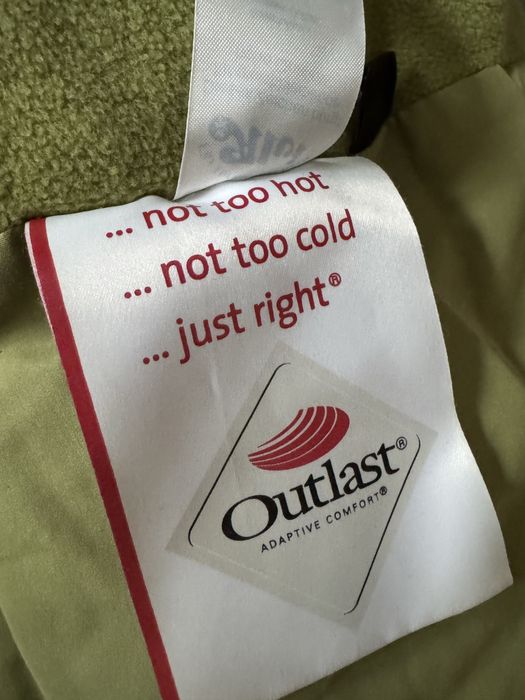 ... not too hot
... not too cold
... just right®
Outlast®
ADAPTIVE COMFORT®